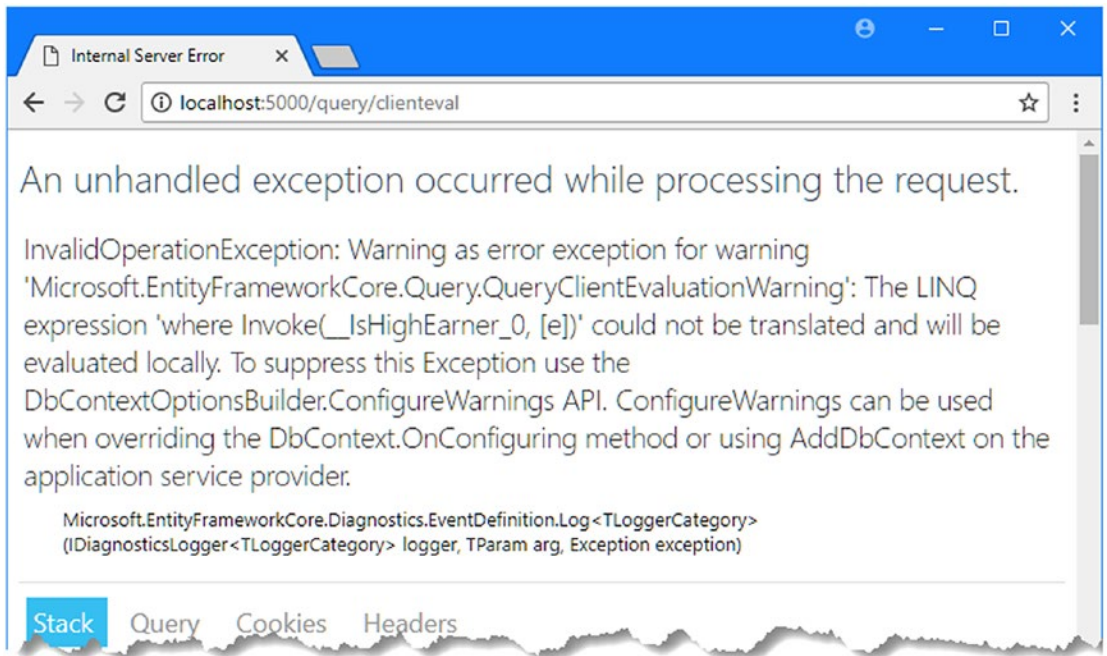 Internal Server Error
localhost:5000/query/clienteval
An unhandled exception occurred while processing the request.
InvalidOperationException: Warning as error exception for warning
'Microsoft.EntityFrameworkCore.Query.QueryClientEvaluationWarning': The LINQ
expression 'where Invoke(__IsHighEarner_0, [e])' could not be translated and will be
evaluated locally. To suppress this Exception use the
DbContextOptionsBuilder.ConfigureWarnings API. ConfigureWarnings can be used
when overriding the DbContext.OnConfiguring method or using AddDbContext on the
application service provider.
Microsoft.EntityFrameworkCore.Diagnostics.EventDefinition.Log<TLoggerCategory>
(IDiagnosticsLogger<TLoggerCategory> logger, TParam arg, Exception exception)
Stack Query Cookies Headers